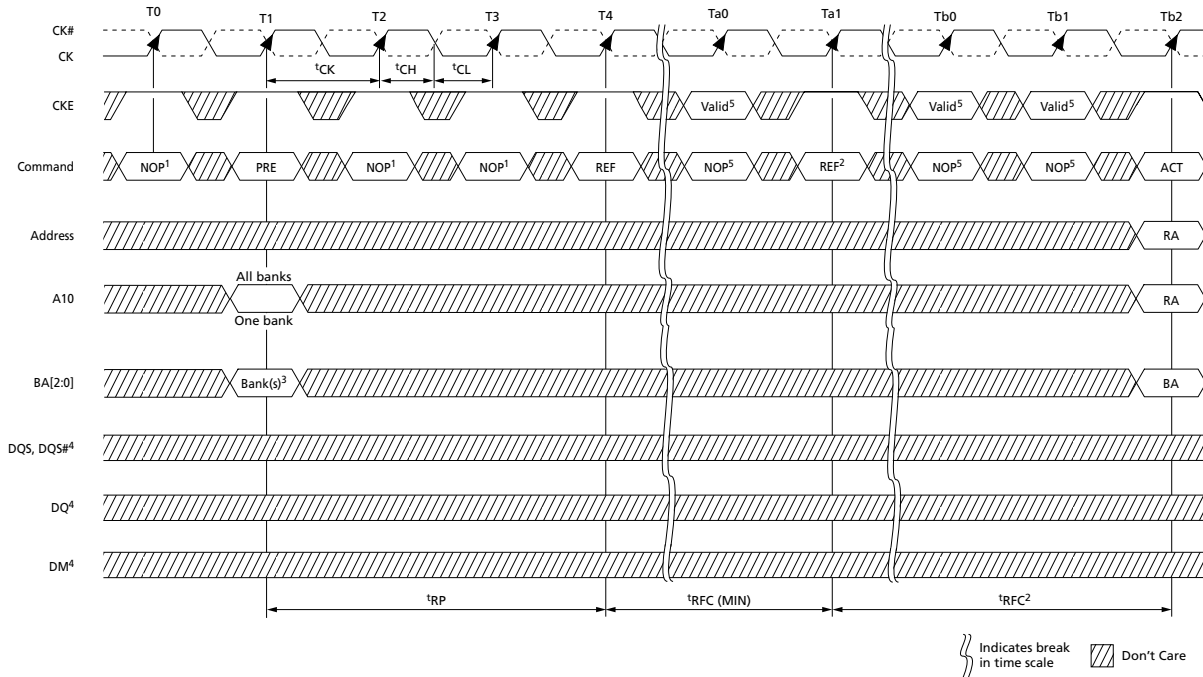 T0 T1 T2 T3 T4 Ta0 Ta1 Tb0 Tb1 Tb2
CK#
CK
tCK tCH tCL
CKE Valid5 Valid5 Valid5
Command NOP1 PRE NOP1 NOP1 REF NOP5 REF2 NOP5 NOP5 ACT
Address RA
All banks
A10 RA
One bank
BA[2:0] Bank(s)3 BA
DQS, DQS#4
DQ4
DM4
tRP tRFC (MIN) tRFC2
Indicates break
in time scale
Don't Care